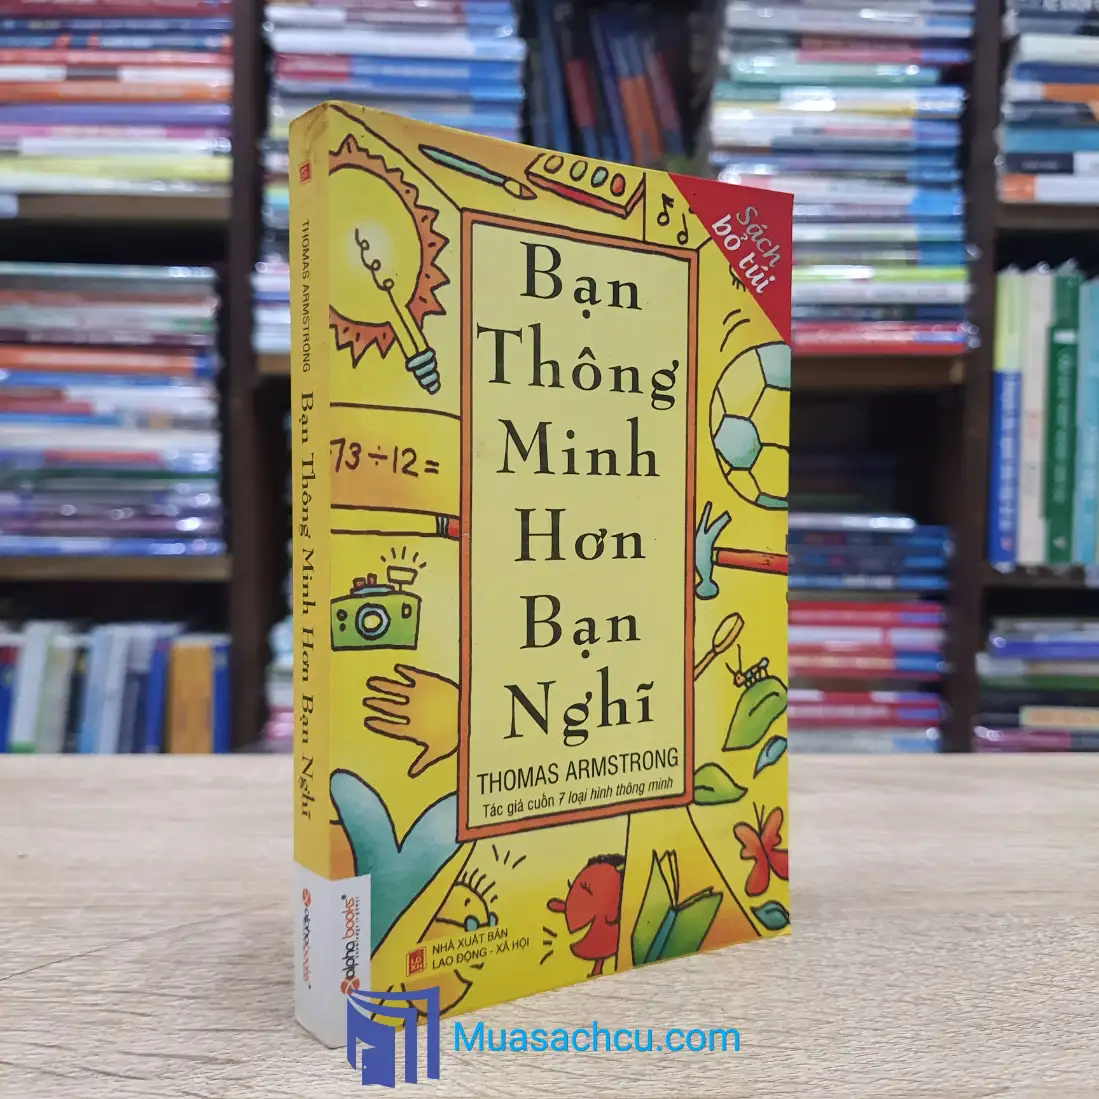 Sách
bỏ túi
Bạn
Thông
Minh
Hơn
Bạn
Nghĩ
THOMAS ARMSTRONG
Tác giả cuốn 7 loại hình thông minh
73÷12=
NHÀ XUẤT BẢN
LAO ĐỘNG - XÃ HỘI
THOMAS ARMSTRONG Bạn Thông Minh Hơn Bạn Nghĩ
alphabooks
alphabooks
Muasachcu.com